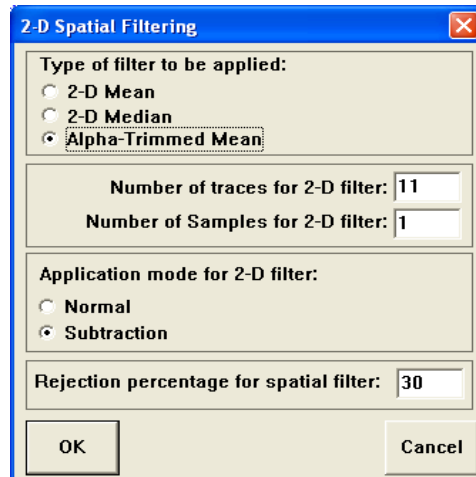 2-D Spatial Filtering
Type of filter to be applied:
2-D Mean
2-D Median
Alpha-Trimmed Mean
Number of traces for 2-D filter: 11
Number of Samples for 2-D filter: 1
Application mode for 2-D filter:
Normal
Subtraction
Rejection percentage for spatial filter: 30
OK Cancel